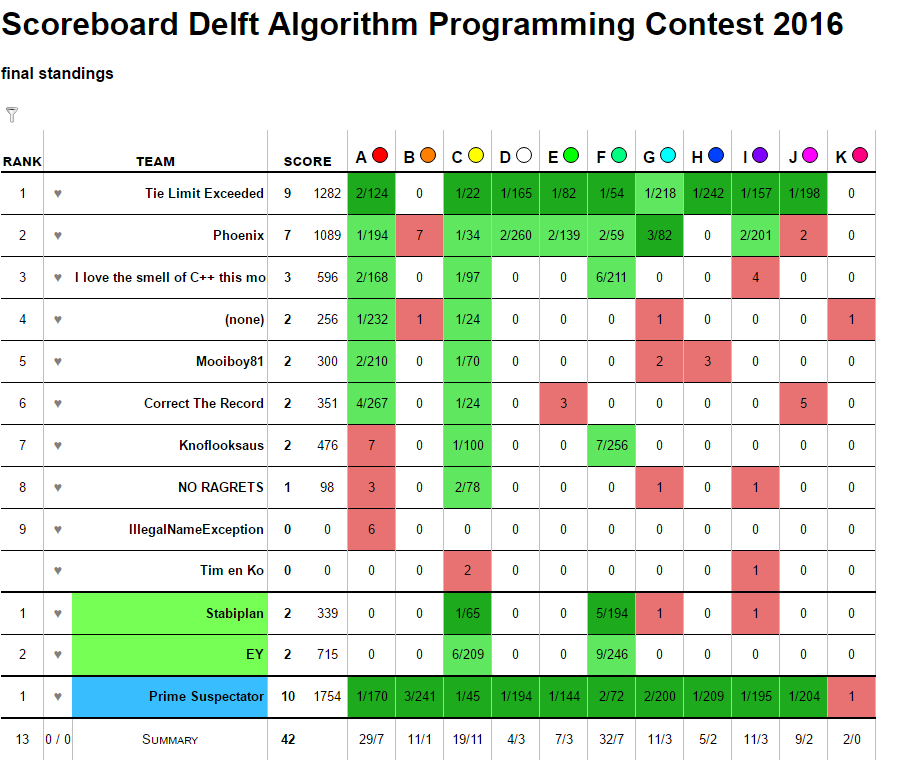 Scoreboard Delft Algorithm Programming Contest 2016
final standings
RANK TEAM SCORE A B C D E F G H I J K
1 ♥ Tie Limit Exceeded 9 1282 2/124 0 1/22 1/165 1/82 1/54 1/218 1/242 1/157 1/198 0
2 ♥ Phoenix 7 1089 1/194 7 1/34 2/260 2/139 2/59 3/82 0 2/201 2 0
3 ♥ I love the smell of C++ this mo 3 596 2/168 0 1/97 0 0 6/211 0 0 4 0 0
4 ♥ (none) 2 256 1/232 1 1/24 0 0 0 1 0 0 0 1
5 ♥ Mooiboy81 2 300 2/210 0 1/70 0 0 0 2 3 0 0 0
6 ♥ Correct The Record 2 351 4/267 0 1/24 0 3 0 0 0 0 5 0
7 ♥ Knoflooksaus 2 476 7 0 1/100 0 0 7/256 0 0 0 0 0
8 ♥ NO RAGRETS 1 98 3 0 2/78 0 0 0 1 0 1 0 0
9 ♥ IllegalNameException 0 0 6 0 0 0 0 0 0 0 0 0 0
♥ Tim en Ko 0 0 0 0 2 0 0 0 0 0 1 0 0
1 ♥ Stabiplan 2 339 0 0 1/65 0 0 5/194 1 0 1 0 0
2 ♥ EY 2 715 0 0 6/209 0 0 9/246 0 0 0 0 0
1 ♥ Prime Suspectator 10 1754 1/170 3/241 1/45 1/194 1/144 2/72 2/200 1/209 1/195 1/204 1
13 0 / 0 SUMMARY 42 29/7 11/1 19/11 4/3 7/3 32/7 11/3 5/2 11/3 9/2 2/0